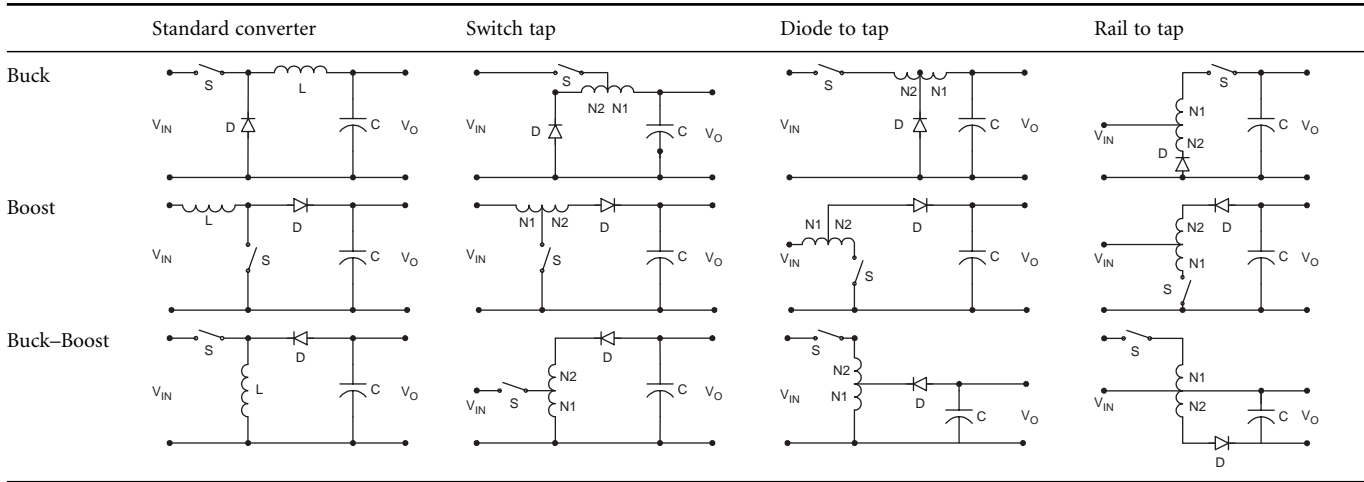 Standard converter Switch tap Diode to tap Rail to tap
Buck
S L D V_IN C V_O
S N2 N1 D V_IN C V_O
S N2 N1 D V_IN C V_O
S N1 V_IN N2 D C V_O
Boost
L D V_IN S C V_O
N1 N2 D V_IN S C V_O
N1 N2 D V_IN S C V_O
D N2 V_IN N1 S C V_O
Buck–Boost
S D V_IN L C V_O
D N2 V_IN S N1 C V_O
S N2 V_IN N1 D C V_O
S N1 V_IN N2 C V_O D